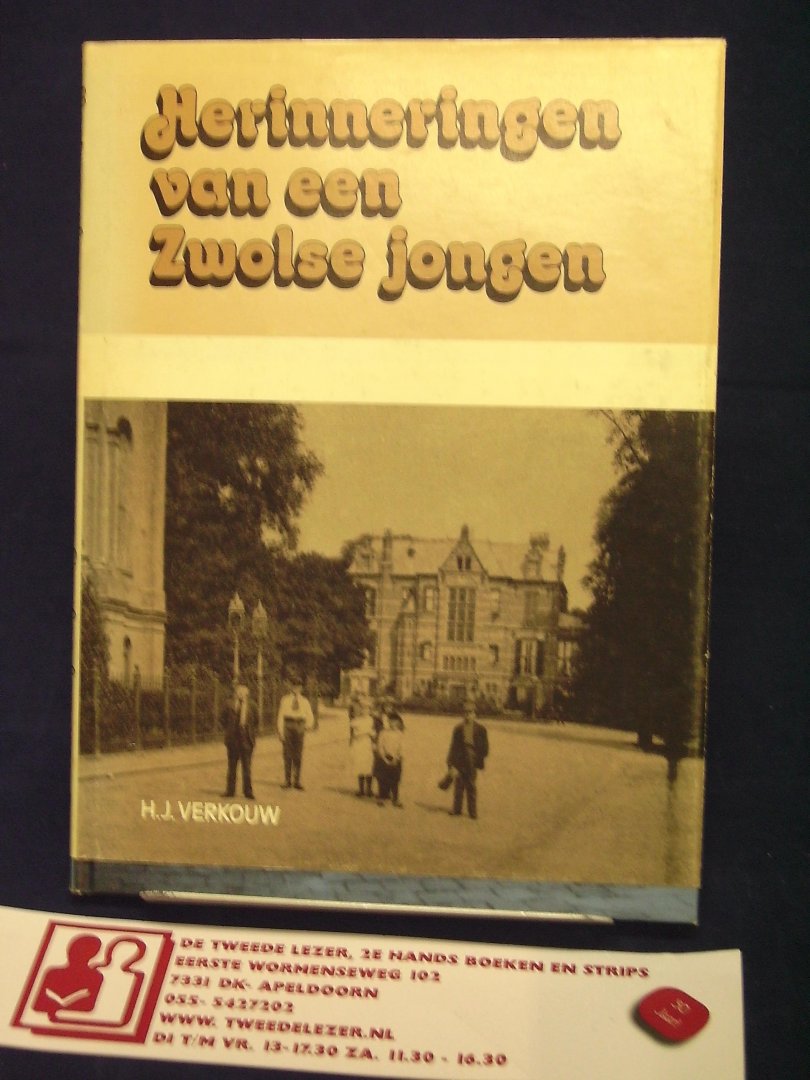 Herinneringen
van een
Zwolse jongen
H.J. VERKOUW
DE TWEEDE LEZER, 2E HANDS BOEKEN EN STRIPS
EERSTE WORMENSEWEG 102
7331 DK- APELDOORN
055- 5427202
WWW. TWEEDELEZER.NL
DI T/M VR. 13-17.30 ZA. 11.30 - 16.30